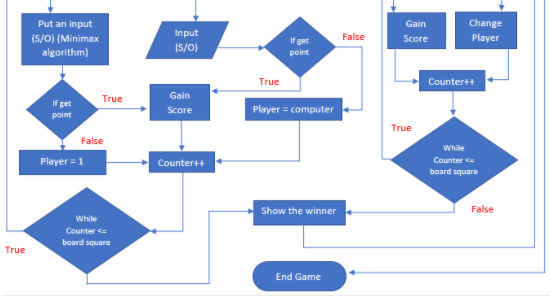 Put an input
(S/O) (Minimax
algorithm)
Input
(S/O)
If get
point
False
True
Gain
Score
Change
Player
If get
point
True
False
Gain
Score
Player = computer
Counter++
Player = 1
Counter++
True
While
Counter <=
board square
False
While
Counter <=
board square
True
Show the winner
End Game